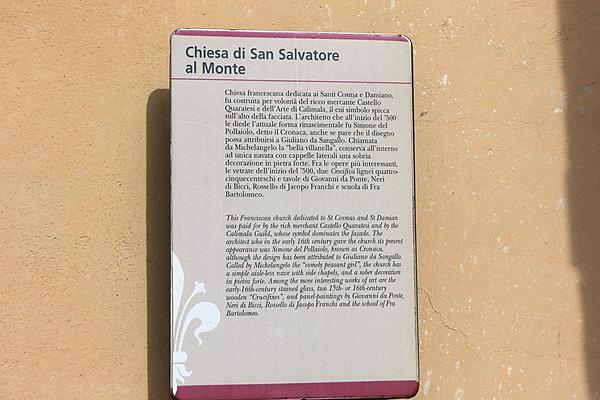 Chiesa di San Salvatore
al Monte
Chiesa francescana dedicata ai Santi Cosma e Damiano,
fu costruita per volontà del ricco mercante Castello
Quaratesi e dell'Arte di Calimala, il cui simbolo spicca
sull'alto della facciata. L'architetto che all'inizio del '500
le diede l'attuale forma rinascimentale fu Simone del
Pollaiolo, detto il Cronaca, anche se pare che il disegno
possa attribuirsi a Giuliano da Sangallo. Chiamata
da Michelangelo la "bella villanella", conserva all'interno
ad unica navata con cappelle laterali una sobria
decorazione in pietra forte. Fra le opere più interessanti,
le vetrate dell'inizio del '500, due Crocifissi lignei quattro-
cinquecenteschi e tavole di Giovanni da Ponte, Neri
di Bicci, Rossello di Jacopo Franchi e scuola di Fra
Bartolomeo.
This Franciscan church dedicated to St Cosmas and St Damian
was paid for by the rich merchant Castello Quaratesi and by the
Calimala Guild, whose symbol dominates the façade. The
architect who in the early 16th century gave the church its present
appearance was Simone del Pollaiolo, known as Cronaca,
although the design has been attributed to Giuliano da Sangallo.
Called by Michelangelo the "comely peasant girl", the church has
a simple aisle-less nave with side chapels, and a sober decoration
in pietra forte. Among the more interesting works of art are the
early-16th-century stained glass, two 15th- or 16th-century
wooden "Crucifixes", and panel-paintings by Giovanni da Ponte,
Neri di Bicci, Rossello di Jacopo Franchi and the school of Fra
Bartolomeo.